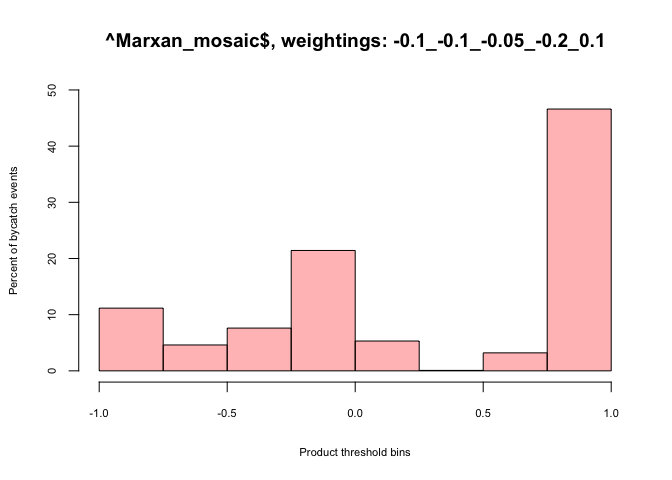 ^Marxan_mosaic$, weightings: -0.1_-0.1_-0.05_-0.2_0.1
50
40
30
20
10
0
Percent of bycatch events
-1.0 -0.5 0.0 0.5 1.0
Product threshold bins